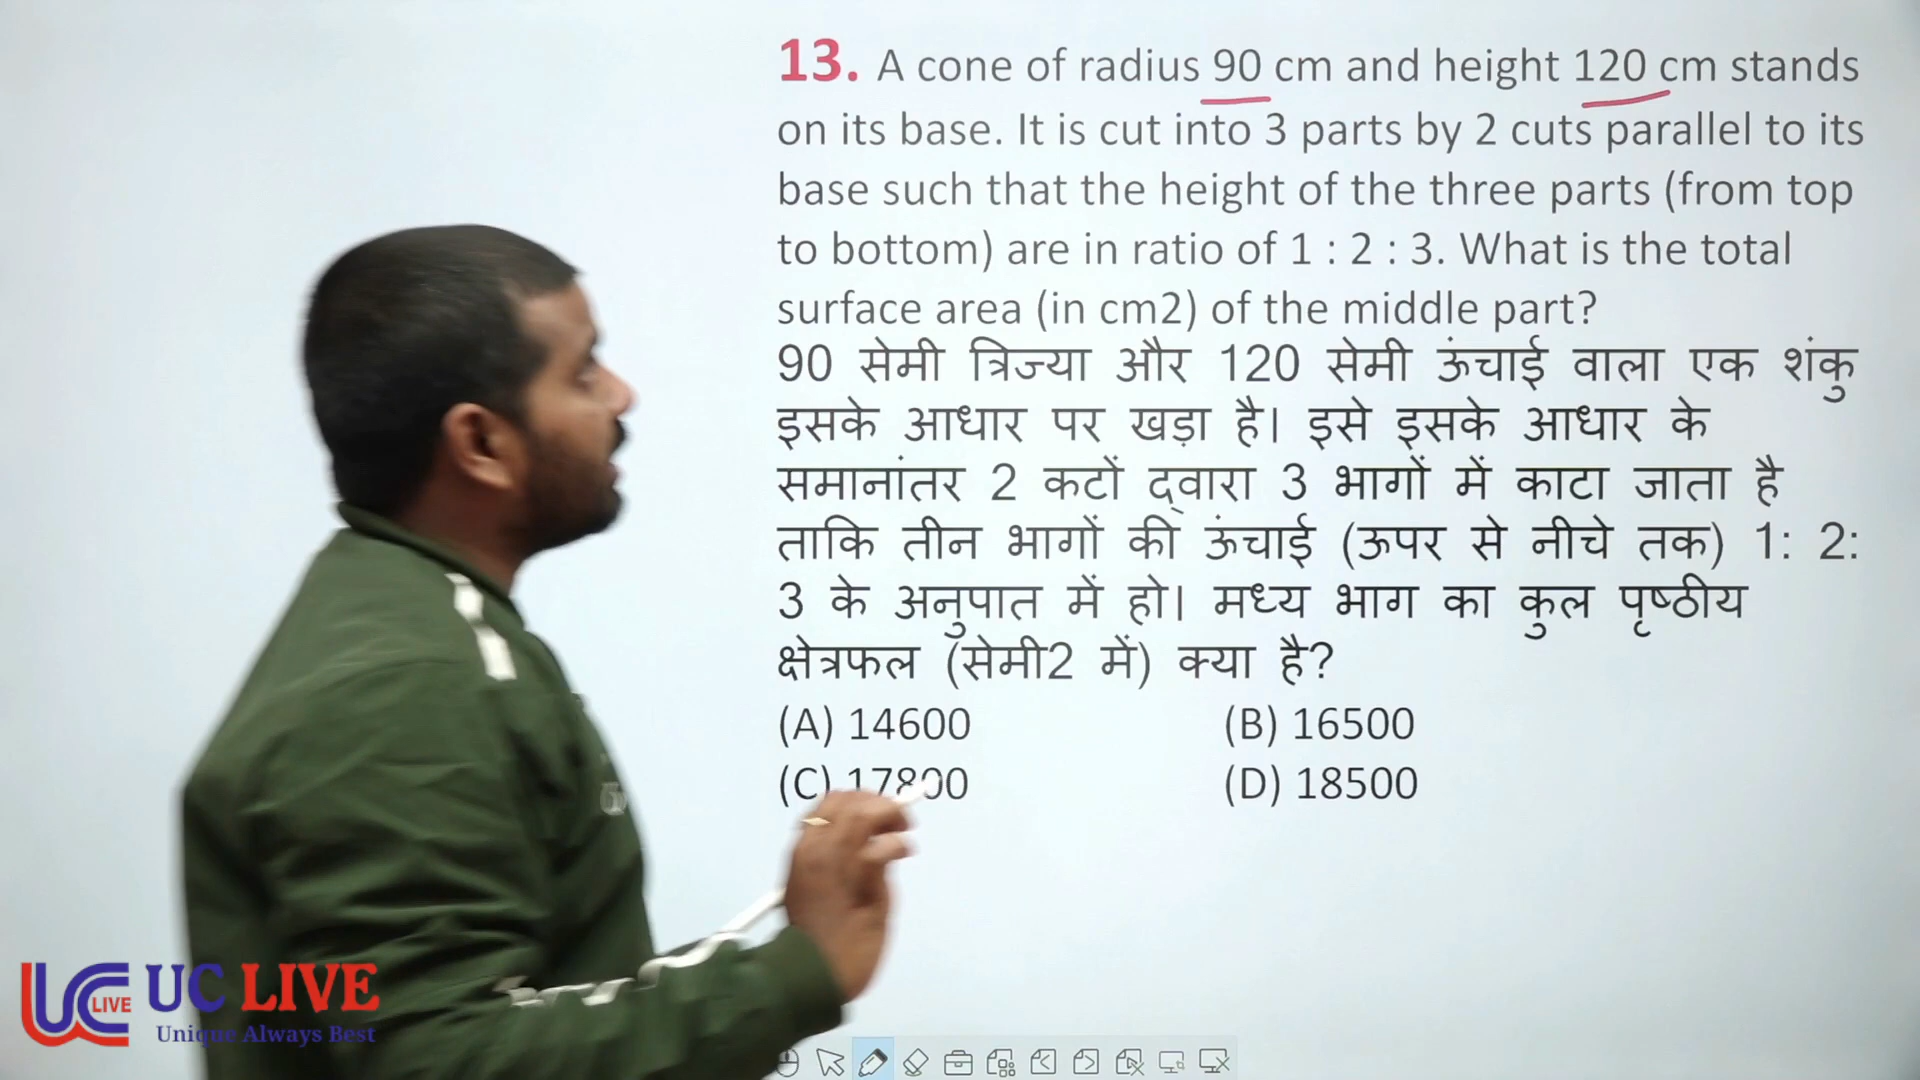 13. A cone of radius 90 cm and height 120 cm stands
on its base. It is cut into 3 parts by 2 cuts parallel to its
base such that the height of the three parts (from top
to bottom) are in ratio of 1 : 2 : 3. What is the total
surface area (in cm2) of the middle part?
90 सेमी त्रिज्या और 120 सेमी ऊंचाई वाला एक शंकु
इसके आधार पर खड़ा है। इसे इसके आधार के
समानांतर 2 कटों द्वारा 3 भागों में काटा जाता है
ताकि तीन भागों की ऊंचाई (ऊपर से नीचे तक) 1: 2:
3 के अनुपात में हो। मध्य भाग का कुल पृष्ठीय
क्षेत्रफल (सेमी2 में) क्या है?
(A) 14600 (B) 16500
(C) 17800 (D) 18500
UC LIVE UC LIVE
Unique Always Best